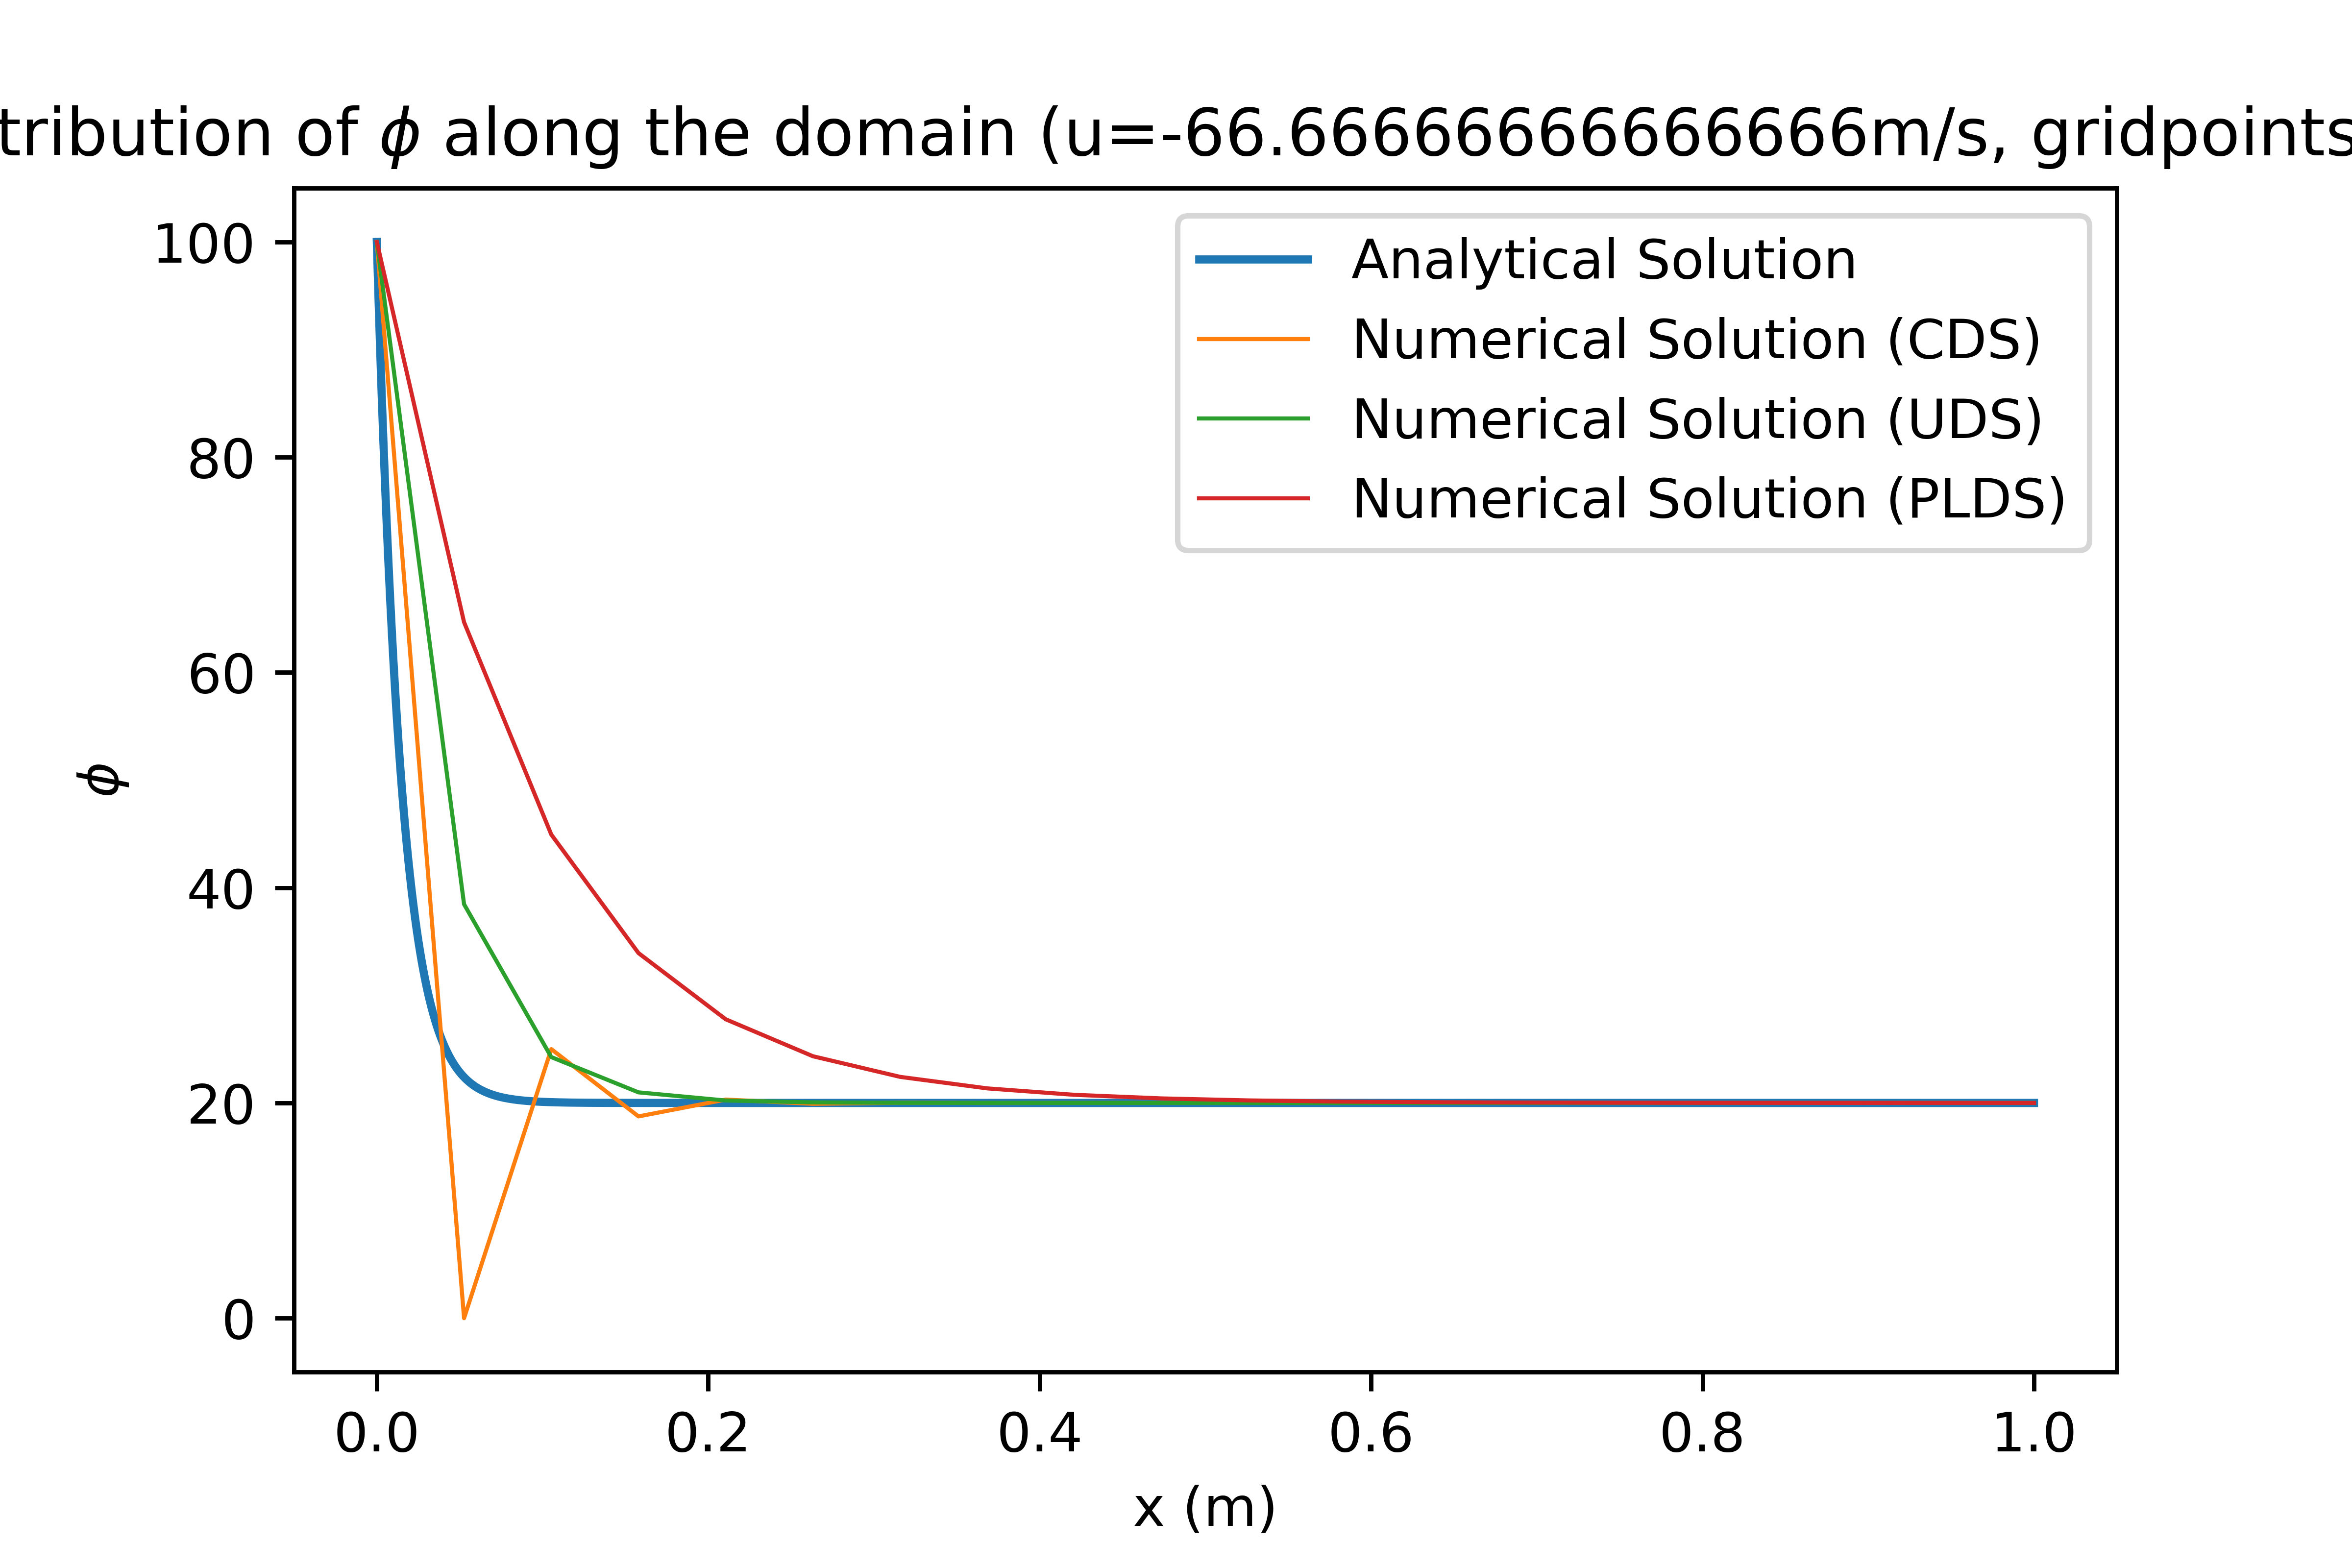 tribution of ϕ along the domain (u=-66.66666666666666m/s, gridpoints
Analytical Solution
Numerical Solution (CDS)
Numerical Solution (UDS)
Numerical Solution (PLDS)
100
80
60
40
20
0
ϕ
0.0 0.2 0.4 0.6 0.8 1.0
x (m)